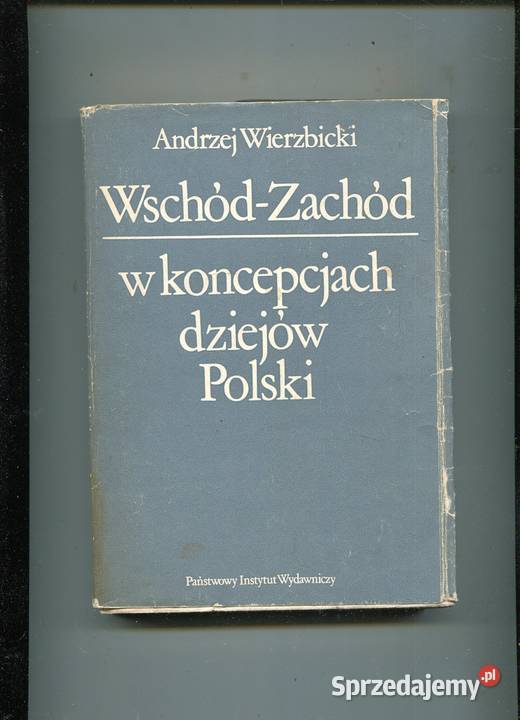 Andrzej Wierzbicki
Wschód-Zachód
w koncepcjach
dziejów
Polski
Państwowy Instytut Wydawniczy
Sprzedajemy.pl